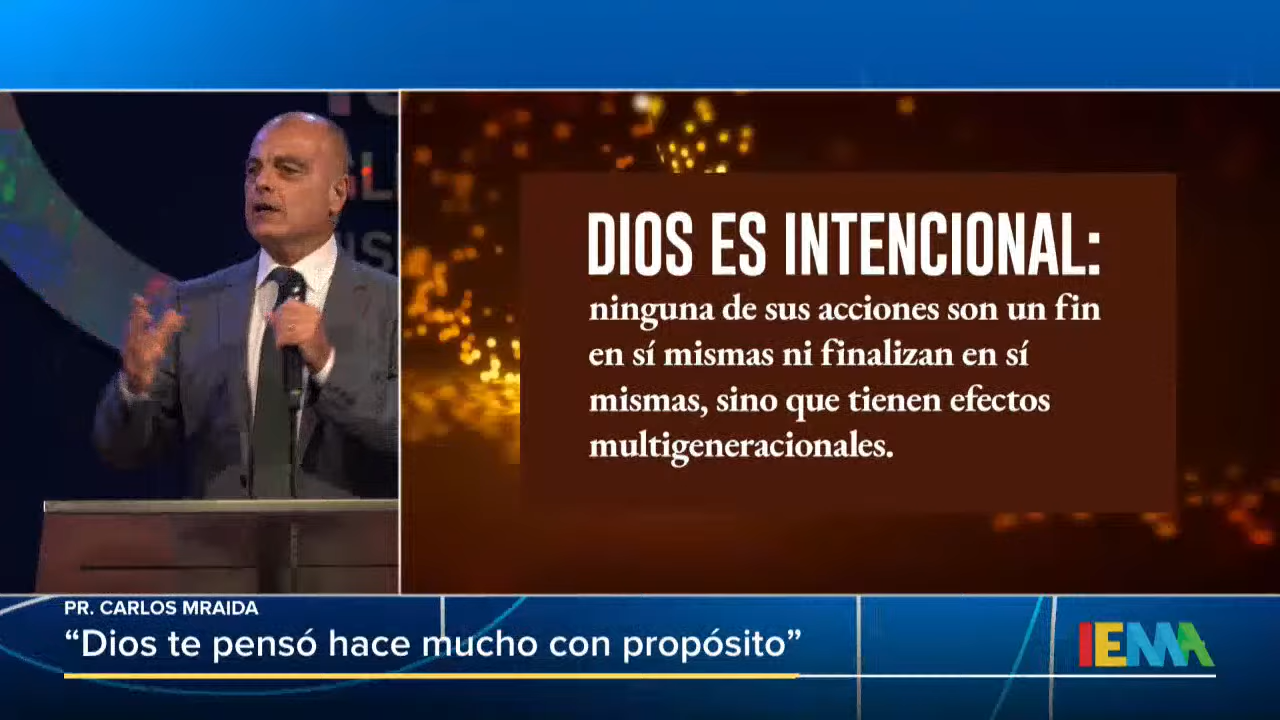 DIOS ES INTENCIONAL:
ninguna de sus acciones son un fin
en sí mismas ni finalizan en sí
mismas, sino que tienen efectos
multigeneracionales.
PR. CARLOS MRAIDA
“Dios te pensó hace mucho con propósito”
IEMA